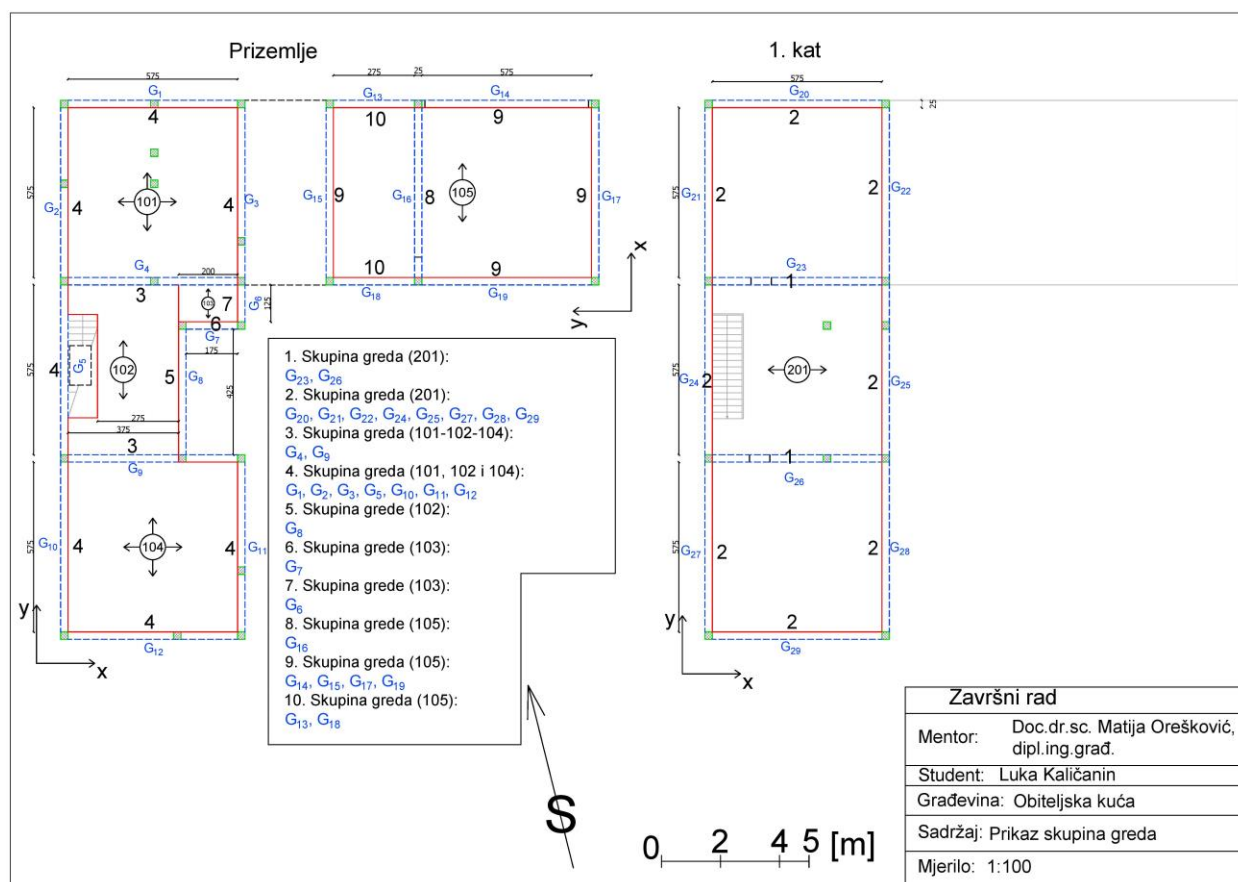 Prizemlje
575
G1
4
575
G2
4
101
4
G3
G4
3
200
103
7
G6
125
6
G7
175
G8
425
575
4
G5
102
5
275
375
3
G9
575
G10
4
104
4
G11
4
G12
y
x
275
25
575
G13
G14
10
9
G15
9
G16
8
105
9
G17
10
9
G18
G19
x
y
1. kat
575
G20
25
2
575
G21
2
2
G22
G23
1
575
G24
2
201
2
G25
1
G26
575
G27
2
2
G28
2
G29
y
x
1. Skupina greda (201):
G23, G26
2. Skupina greda (201):
G20, G21, G22, G24, G25, G27, G28, G29
3. Skupina greda (101-102-104):
G4, G9
4. Skupina greda (101, 102 i 104):
G1, G2, G3, G5, G10, G11, G12
5. Skupina grede (102):
G8
6. Skupina grede (103):
G7
7. Skupina grede (103):
G6
8. Skupina grede (105):
G16
9. Skupina greda (105):
G14, G15, G17, G19
10. Skupina greda (105):
G13, G18
S
0 2 4 5 [m]
Završni rad
Mentor: Doc.dr.sc. Matija Orešković,
dipl.ing.građ.
Student: Luka Kaličanin
Građevina: Obiteljska kuća
Sadržaj: Prikaz skupina greda
Mjerilo: 1:100